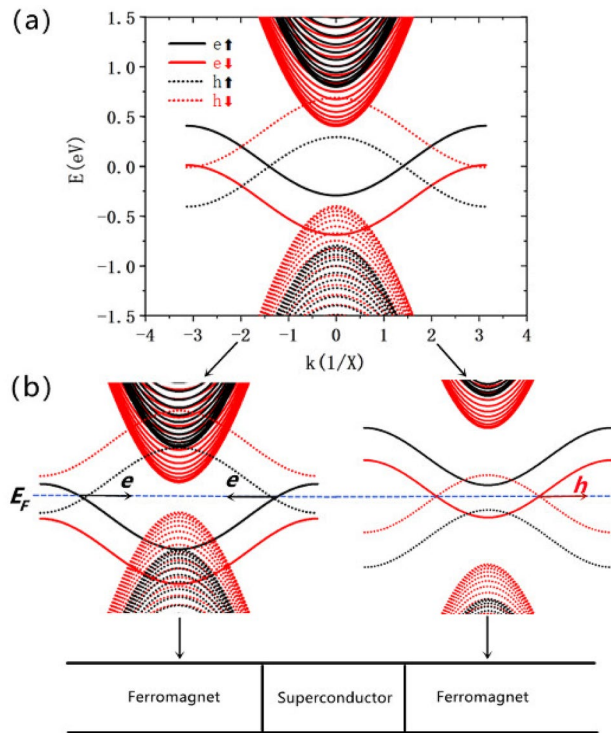 (a)
1.5
1.0
0.5
0.0
-0.5
-1.0
-1.5
E(eV)
e⬆
e⬇
h⬆
h⬇
-4 -3 -2 -1 0 1 2 3 4
k(1/X)
(b)
E_F
e e h
Ferromagnet Superconductor Ferromagnet